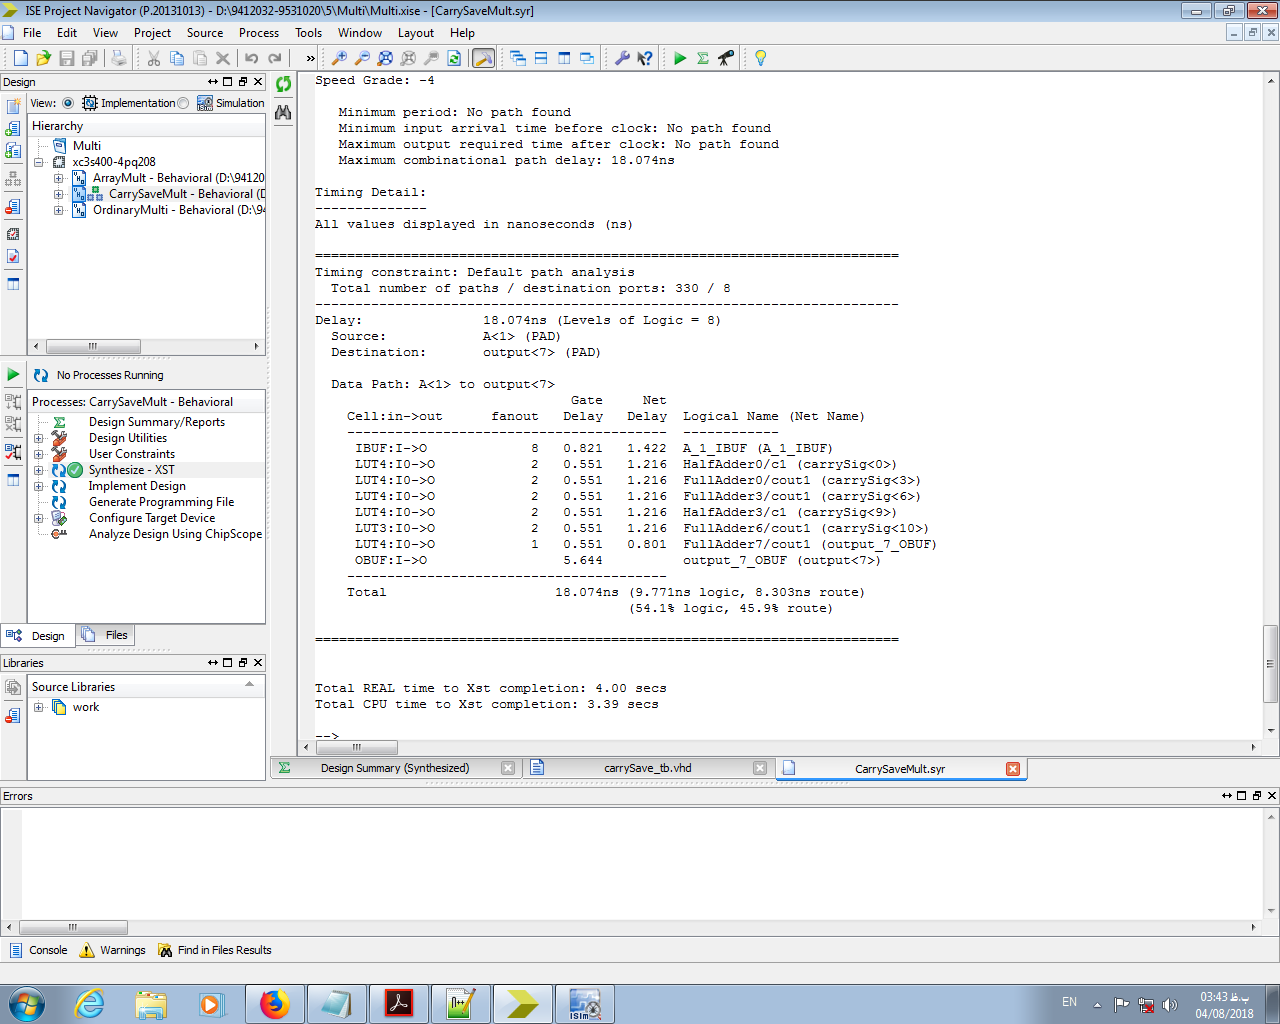 ISE Project Navigator (P.20131013) - D:\9412032-9531020\5\Multi\Multi.xise - [CarrySaveMult.syr]
File Edit View Project Source Process Tools Window Layout Help
Design
View: Implementation Simulation
Hierarchy
Multi
xc3s400-4pq208
ArrayMult - Behavioral (D:\94120
CarrySaveMult - Behavioral (D
OrdinaryMulti - Behavioral (D:\94
No Processes Running
Processes: CarrySaveMult - Behavioral
Design Summary/Reports
Design Utilities
User Constraints
Synthesize - XST
Implement Design
Generate Programming File
Configure Target Device
Analyze Design Using ChipScope
Design Files
Libraries
Source Libraries
work
Speed Grade: -4
Minimum period: No path found
Minimum input arrival time before clock: No path found
Maximum output required time after clock: No path found
Maximum combinational path delay: 18.074ns
Timing Detail:
--------------
All values displayed in nanoseconds (ns)
=========================================================================
Timing constraint: Default path analysis
Total number of paths / destination ports: 330 / 8
-------------------------------------------------------------------------
Delay: 18.074ns (Levels of Logic = 8)
Source: A<1> (PAD)
Destination: output<7> (PAD)
Data Path: A<1> to output<7>
Gate Net
Cell:in->out fanout Delay Delay Logical Name (Net Name)
---------------------------------------- ------------
IBUF:I->O 8 0.821 1.422 A_1_IBUF (A_1_IBUF)
LUT4:I0->O 2 0.551 1.216 HalfAdder0/c1 (carrySig<0>)
LUT4:I0->O 2 0.551 1.216 FullAdder0/cout1 (carrySig<3>)
LUT4:I0->O 2 0.551 1.216 FullAdder3/cout1 (carrySig<6>)
LUT4:I0->O 2 0.551 1.216 HalfAdder3/c1 (carrySig<9>)
LUT3:I0->O 2 0.551 1.216 FullAdder6/cout1 (carrySig<10>)
LUT4:I0->O 1 0.551 0.801 FullAdder7/cout1 (output_7_OBUF)
OBUF:I->O 5.644 output_7_OBUF (output<7>)
----------------------------------------
Total 18.074ns (9.771ns logic, 8.303ns route)
(54.1% logic, 45.9% route)
=========================================================================
Total REAL time to Xst completion: 4.00 secs
Total CPU time to Xst completion: 3.39 secs
-->
Design Summary (Synthesized) carrySave_tb.vhd CarrySaveMult.syr
Errors
Console Warnings Find in Files Results
EN
03:43 ب.ظ
04/08/2018